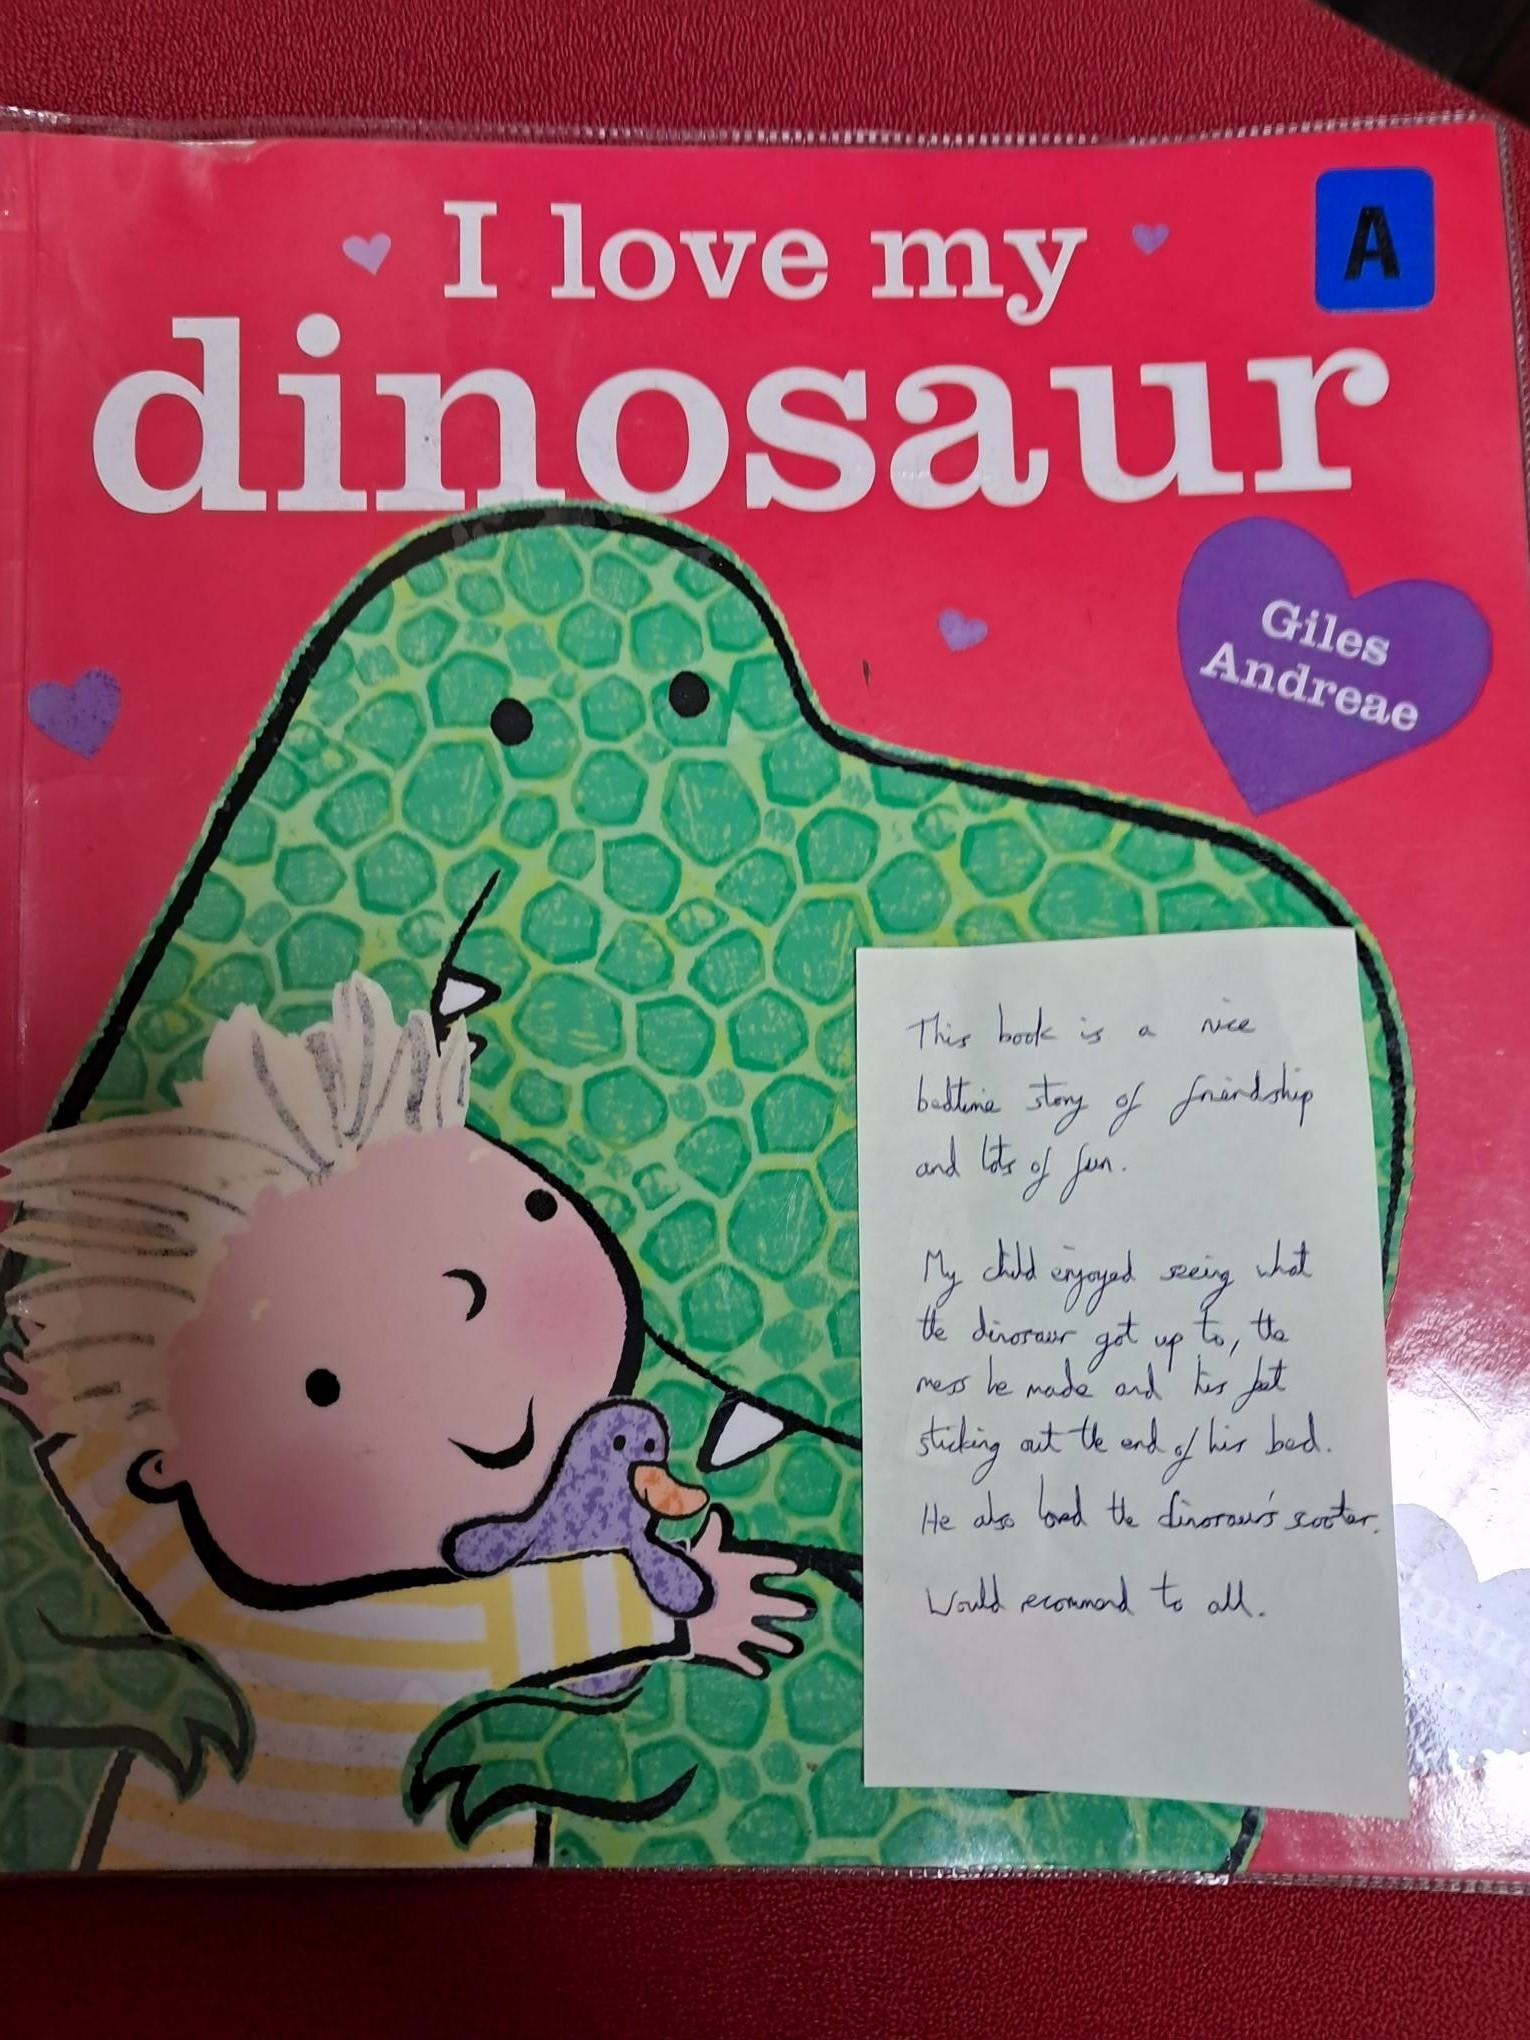 I love my
dinosaur
A
Giles
Andreae
This book is a nice
bedtime story of friendship
and lots of fun.
My child enjoyed seeing what
the dinosaur got up to, the
mess he made and his feet
sticking out the end of his bed.
He also loved the dinosaur's scooter.
Would recommend to all.